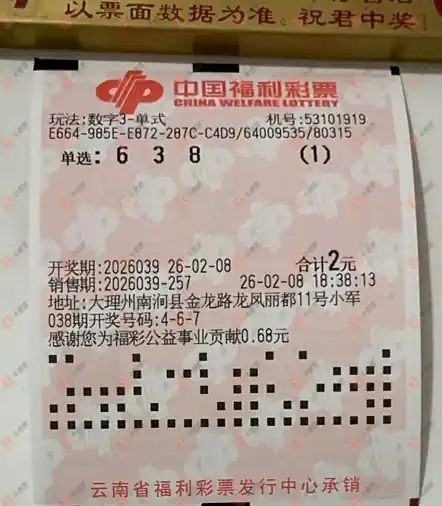 以票面数据为准。祝君中奖
中国福利彩票
CHINA WELFARE LOTTERY
玩法:数字3-单式 机号:53101919
E664-985E-E872-287C-C4D9/64009535/80315
单选: 6 3 8 (1)
开奖期:2026039 26-02-08 合计2元
销售期:2026039-257 26-02-08 18:38:13
地址:大理州南涧县金龙路龙凤丽都11号小军
038期开奖号码:4-6-7
感谢您为福彩公益事业贡献0.68元
云南省福利彩票发行中心承销